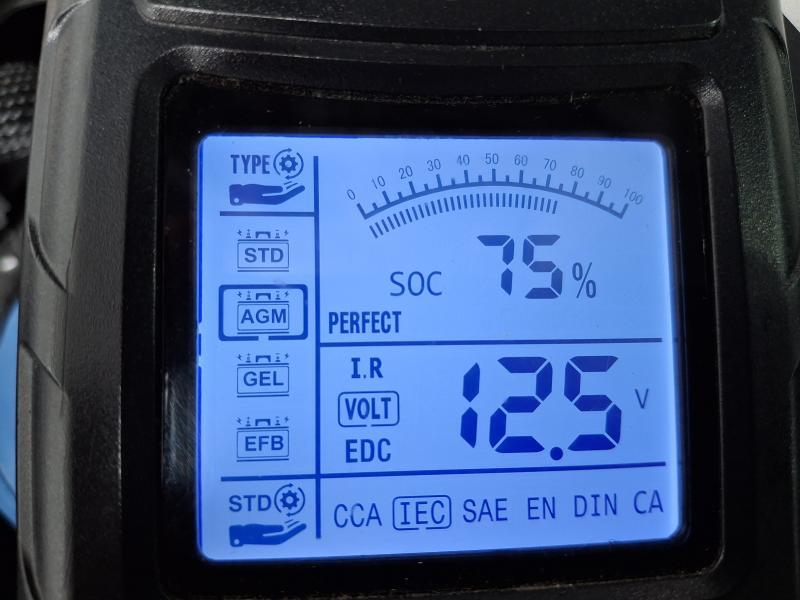 TYPE
0 10 20 30 40 50 60 70 80 90 100
STD
SOC 75%
AGM
PERFECT
GEL
I.R
VOLT 12.5 V
EFB
EDC
STD
CCA IEC SAE EN DIN CA